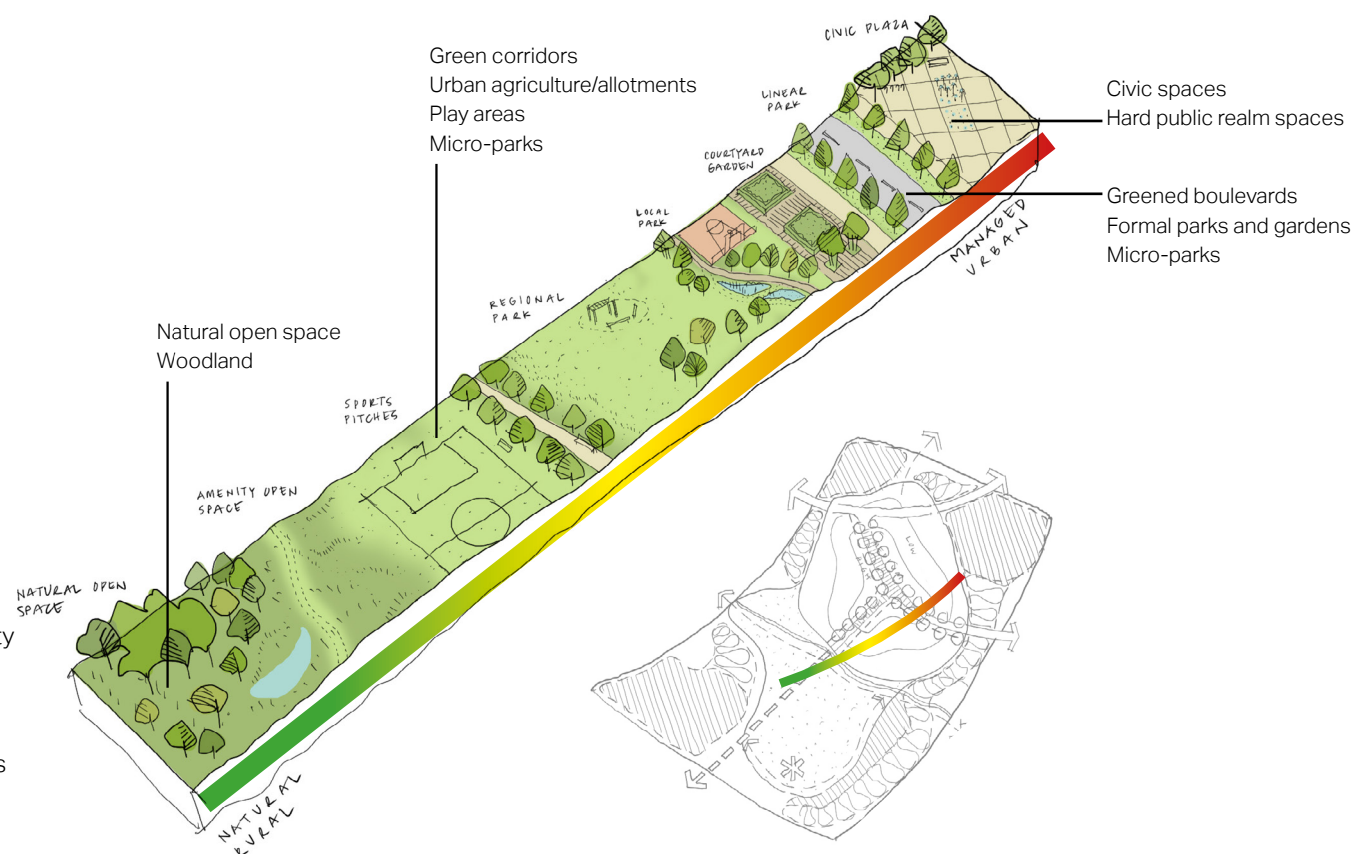 CIVIC PLAZA
Green corridors
Urban agriculture/allotments
Play areas
Micro-parks
Civic spaces
Hard public realm spaces
LINEAR
PARK
COURTYARD
GARDEN
Greened boulevards
Formal parks and gardens
Micro-parks
LOCAL
PARK
MANAGED
URBAN
REGIONAL
PARK
Natural open space
Woodland
SPORTS
PITCHES
AMENITY OPEN
SPACE
NATURAL OPEN
SPACE
LOW
NATURAL
RURAL